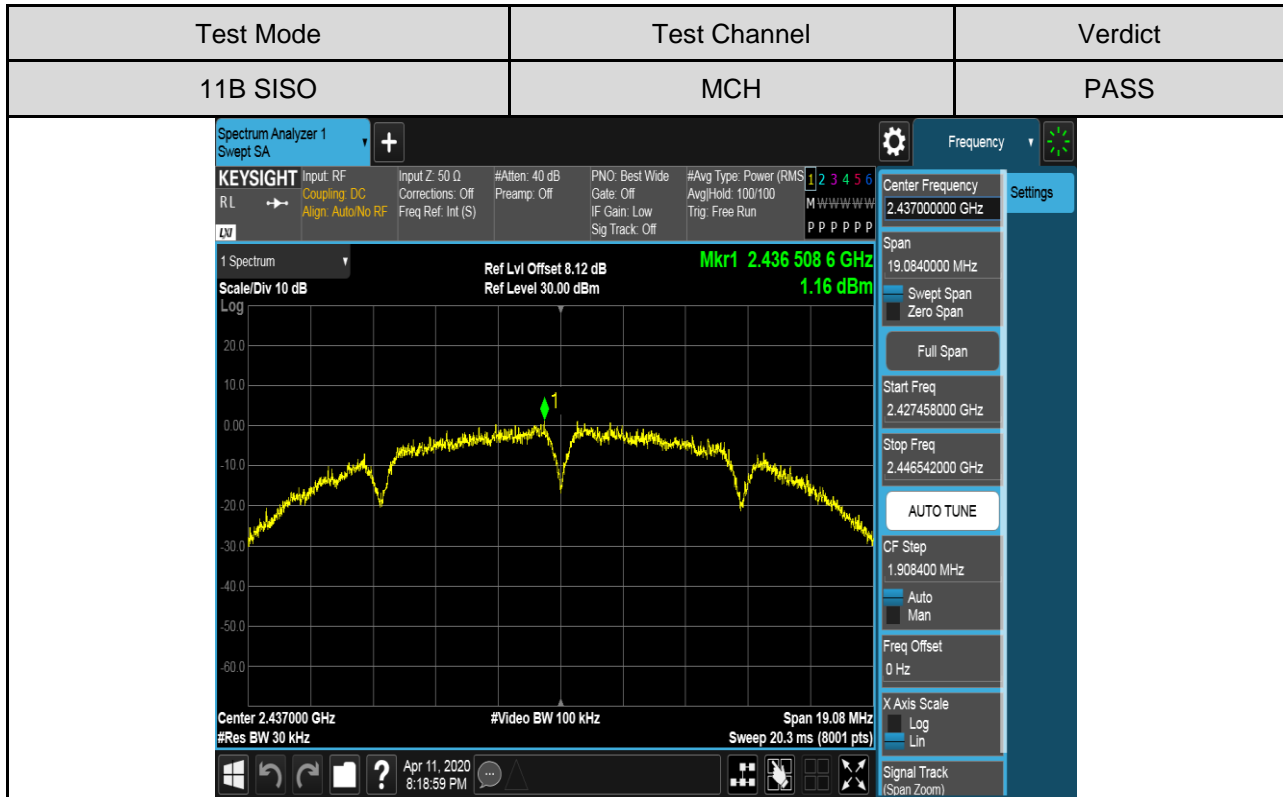 Test Mode Test Channel Verdict
11B SISO MCH PASS
Spectrum Analyzer 1
Swept SA
+
Frequency
KEYSIGHT Input: RF Input Z: 50 Ω #Atten: 40 dB PNO: Best Wide #Avg Type: Power (RMS 1 2 3 4 5 6
RL Coupling: DC Corrections: Off Preamp: Off Gate: Off Avg|Hold: 100/100 M W W W W W
Align: Auto/No RF Freq Ref: Int (S) IF Gain: Low Trig: Free Run
LXI Sig Track: Off P P P P P P
1 Spectrum
Ref Lvl Offset 8.12 dB Mkr1 2.436 508 6 GHz
Scale/Div 10 dB Ref Level 30.00 dBm 1.16 dBm
Log
20.0
10.0
1
0.00
-10.0
-20.0
-30.0
-40.0
-50.0
-60.0
Center 2.437000 GHz #Video BW 100 kHz Span 19.08 MHz
#Res BW 30 kHz Sweep 20.3 ms (8001 pts)
Center Frequency
2.437000000 GHz
Settings
Span
19.0840000 MHz
Swept Span
Zero Span
Full Span
Start Freq
2.427458000 GHz
Stop Freq
2.446542000 GHz
AUTO TUNE
CF Step
1.908400 MHz
Auto
Man
Freq Offset
0 Hz
X Axis Scale
Log
Lin
Signal Track
(Span Zoom)
?
Apr 11, 2020
8:18:59 PM